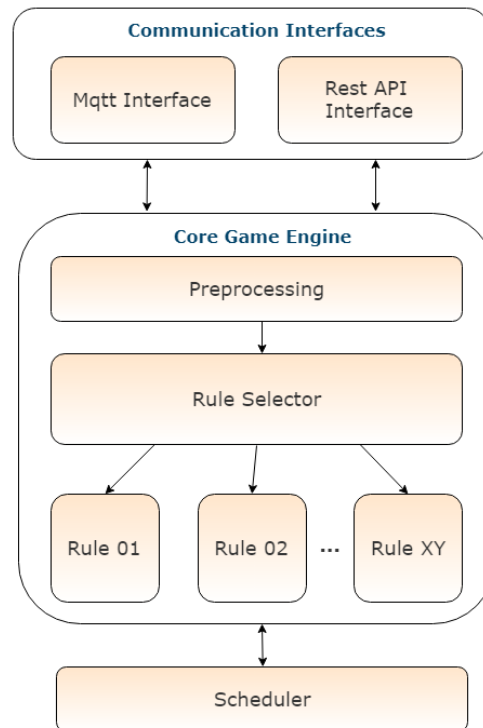 Communication Interfaces
Mqtt Interface
Rest API
Interface
Core Game Engine
Preprocessing
Rule Selector
Rule 01
Rule 02
...
Rule XY
Scheduler